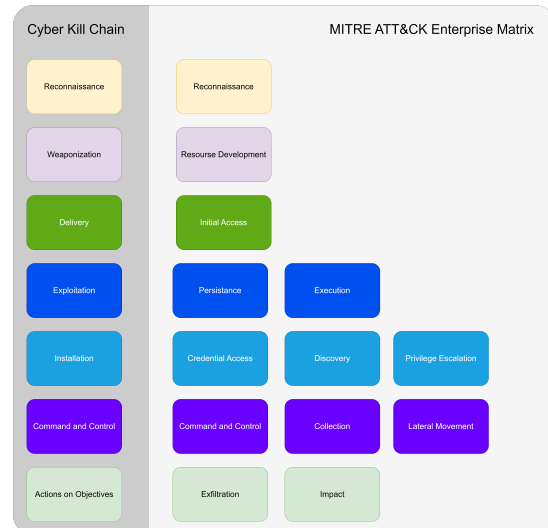 Cyber Kill Chain
MITRE ATT&CK Enterprise Matrix
Reconnaissance
Reconnaissance
Weaponization
Resourse Development
Delivery
Initial Access
Exploitation
Persistance
Execution
Installation
Credential Access
Discovery
Privilege Escalation
Command and Control
Command and Control
Collection
Lateral Movement
Actions on Objectives
Exfiltration
Impact